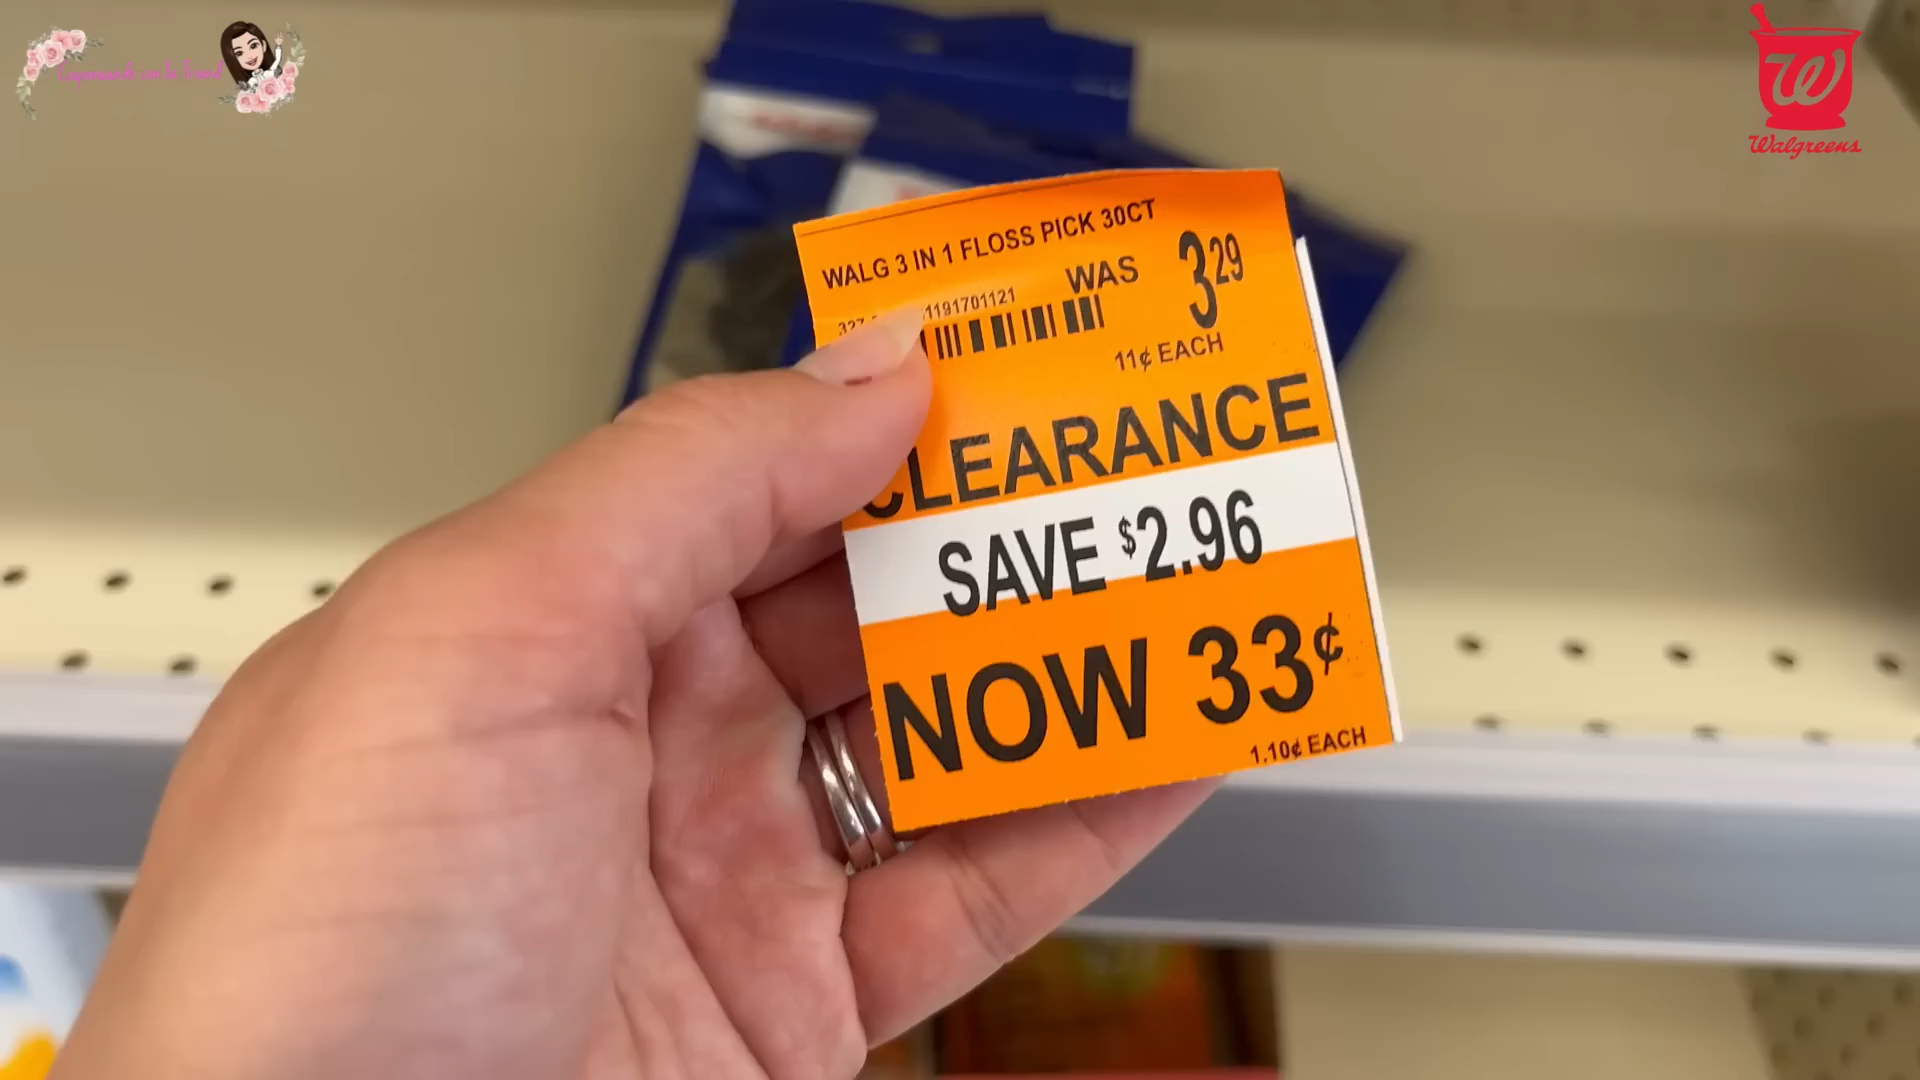 Walgreens
WALG 3 IN 1 FLOSS PICK 30CT
WAS 3.29
1191701121
11¢ EACH
CLEARANCE
SAVE $2.96
NOW 33¢
1.10¢ EACH